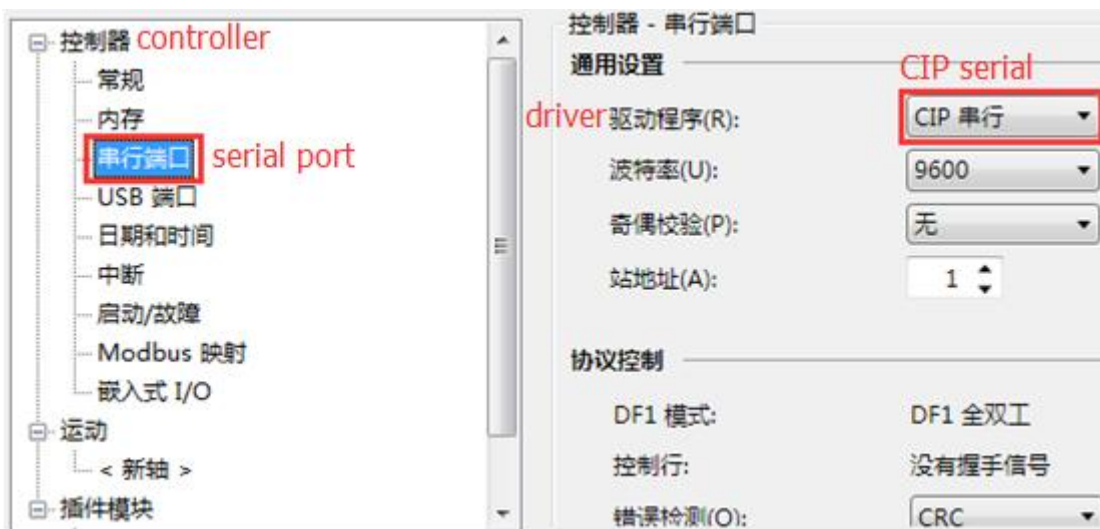 控制器 controller
常规
内存
串行端口 serial port
USB 端口
日期和时间
中断
启动/故障
Modbus 映射
嵌入式 I/O
运动
< 新轴 >
插件模块
控制器 - 串行端口
通用设置
CIP serial
driver 驱动程序(R): CIP 串行
波特率(U): 9600
奇偶校验(P): 无
站地址(A): 1
协议控制
DF1 模式: DF1 全双工
控制行: 没有握手信号
错误检测(O): CRC